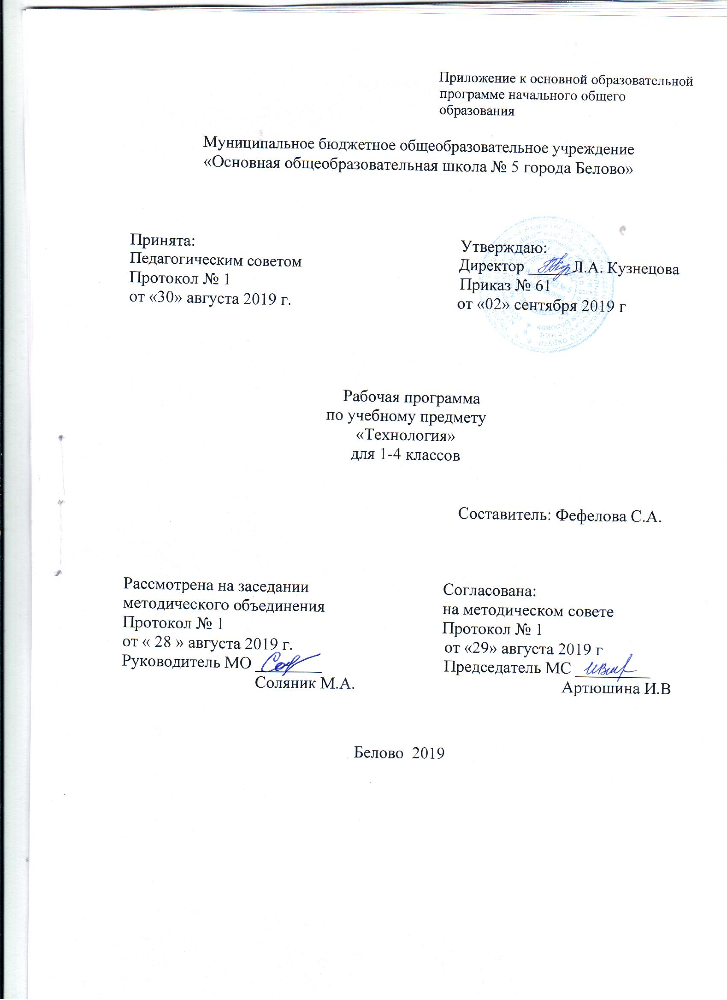 Приложение к основной образовательной
программе начального общего
образования
Муниципальное бюджетное общеобразовательное учреждение
«Основная общеобразовательная школа № 5 города Белово»
Принята:
Педагогическим советом
Протокол № 1
от «30» августа 2019 г.
Утверждаю:
Директор _____ Л.А. Кузнецова
Приказ № 61
от «02» сентября 2019 г
Рабочая программа
по учебному предмету
«Технология»
для 1-4 классов
Составитель: Фефелова С.А.
Рассмотрена на заседании
методического объединения
Протокол № 1
от « 28 » августа 2019 г.
Руководитель МО ________
Соляник М.А.
Согласована:
на методическом совете
Протокол № 1
от «29» августа 2019 г
Председатель МС _________
Артюшина И.В
Белово 2019